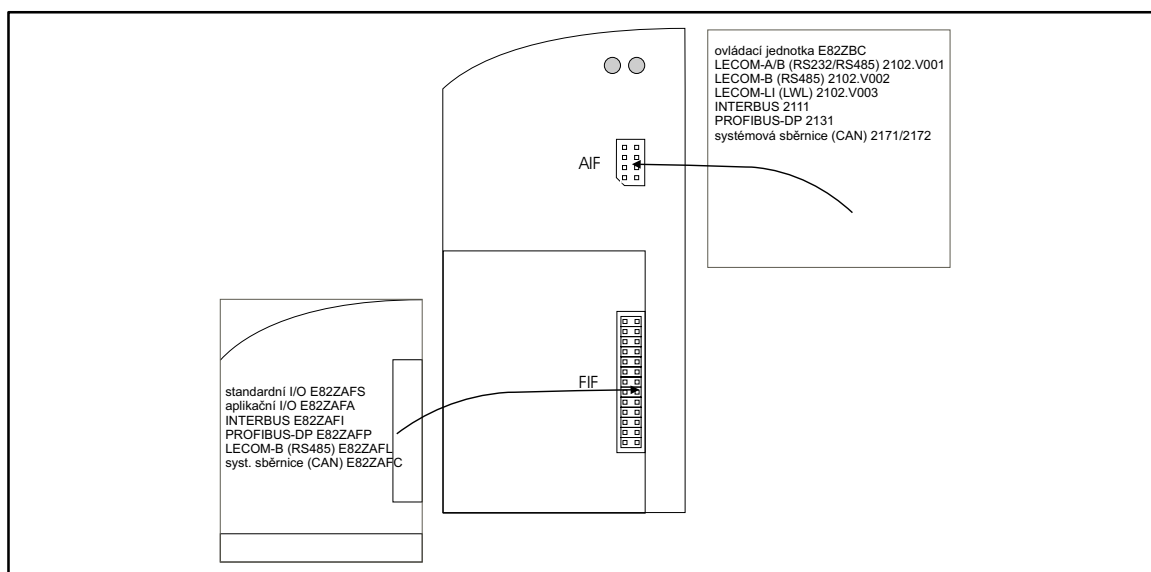 ovládací jednotka E82ZBC
LECOM-A/B (RS232/RS485) 2102.V001
LECOM-B (RS485) 2102.V002
LECOM-LI (LWL) 2102.V003
INTERBUS 2111
PROFIBUS-DP 2131
systémová sběrnice (CAN) 2171/2172
AIF
FIF
standardní I/O E82ZAFS
aplikační I/O E82ZAFA
INTERBUS E82ZAFI
PROFIBUS-DP E82ZAFP
LECOM-B (RS485) E82ZAFL
syst. sběrnice (CAN) E82ZAFC